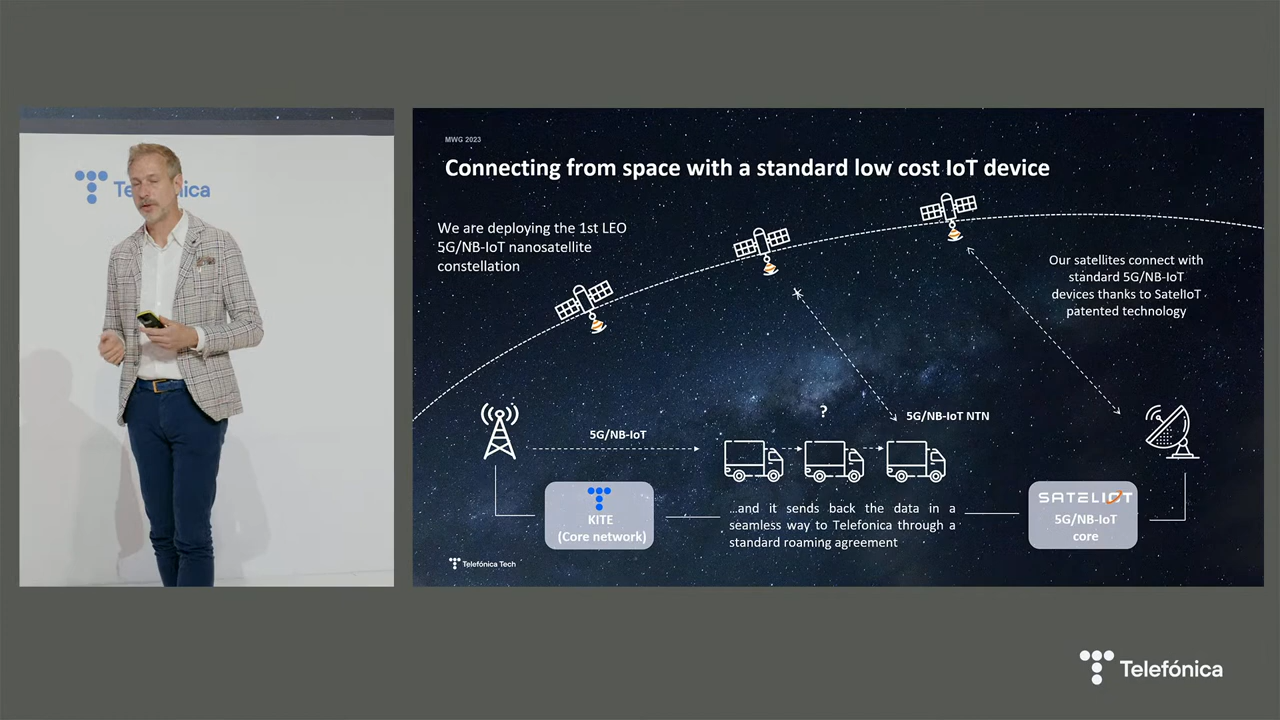 Telefónica
MWG 2023
Connecting from space with a standard low cost IoT device
We are deploying the 1st LEO
5G/NB-IoT nanosatellite
constellation
Our satellites connect with
standard 5G/NB-IoT
devices thanks to SatelIoT
patented technology
?
5G/NB-IoT NTN
5G/NB-IoT
KITE
(Core network)
...and it sends back the data in a
seamless way to Telefonica through a
standard roaming agreement
SATELIOT
5G/NB-IoT
core
Telefónica Tech
Telefónica